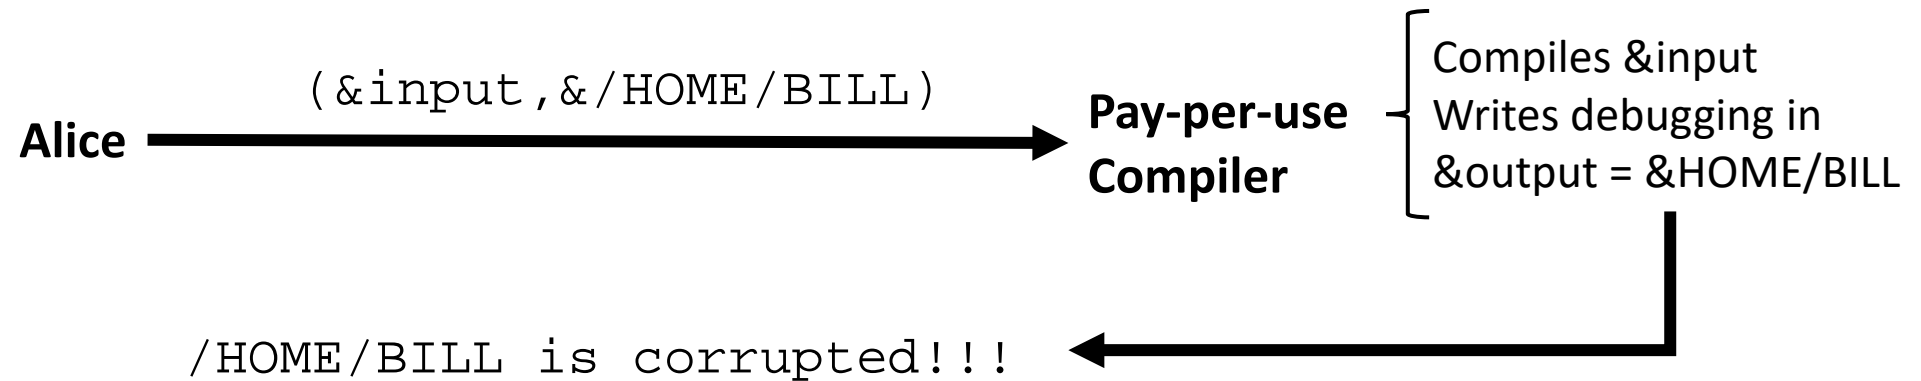 (&input,&/HOME/BILL)
Alice
Pay-per-use
Compiler
Compiles &input
Writes debugging in
&output = &HOME/BILL
/HOME/BILL is corrupted!!!